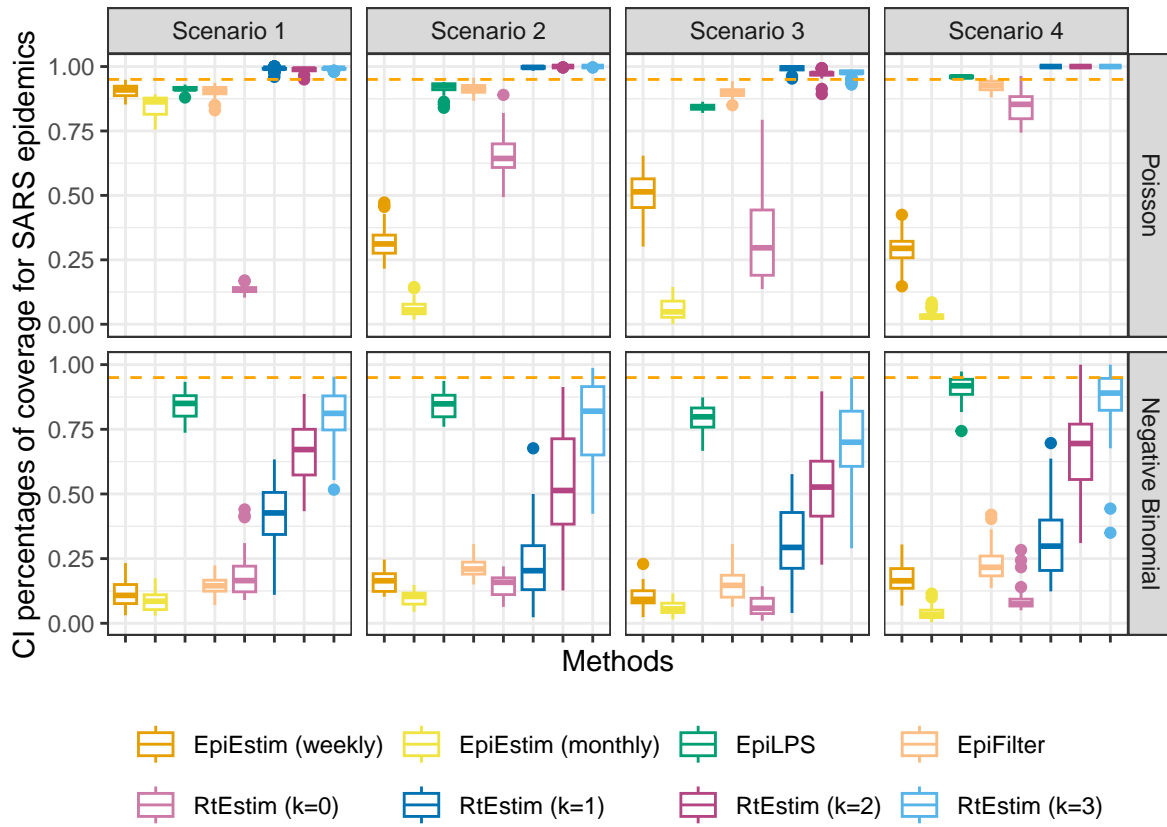 Scenario 1
Scenario 2
Scenario 3
Scenario 4
CI percentages of coverage for SARS epidemics
1.00
0.75
0.50
0.25
0.00
Poisson
1.00
0.75
0.50
0.25
0.00
Negative Binomial
Methods
EpiEstim (weekly)
EpiEstim (monthly)
EpiLPS
EpiFilter
RtEstim (k=0)
RtEstim (k=1)
RtEstim (k=2)
RtEstim (k=3)